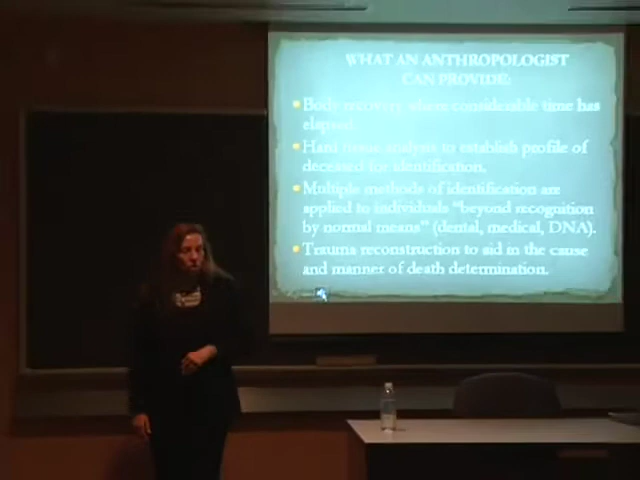 WHAT AN ANTHROPOLOGIST
CAN PROVIDE:
Body recovery where considerable time has
elapsed.
Hard tissue analysis to establish profile of
deceased for identification.
Multiple methods of identification are
applied to individuals "beyond recognition
by normal means" (dental, medical, DNA).
Trauma reconstruction to aid in the cause
and manner of death determination.